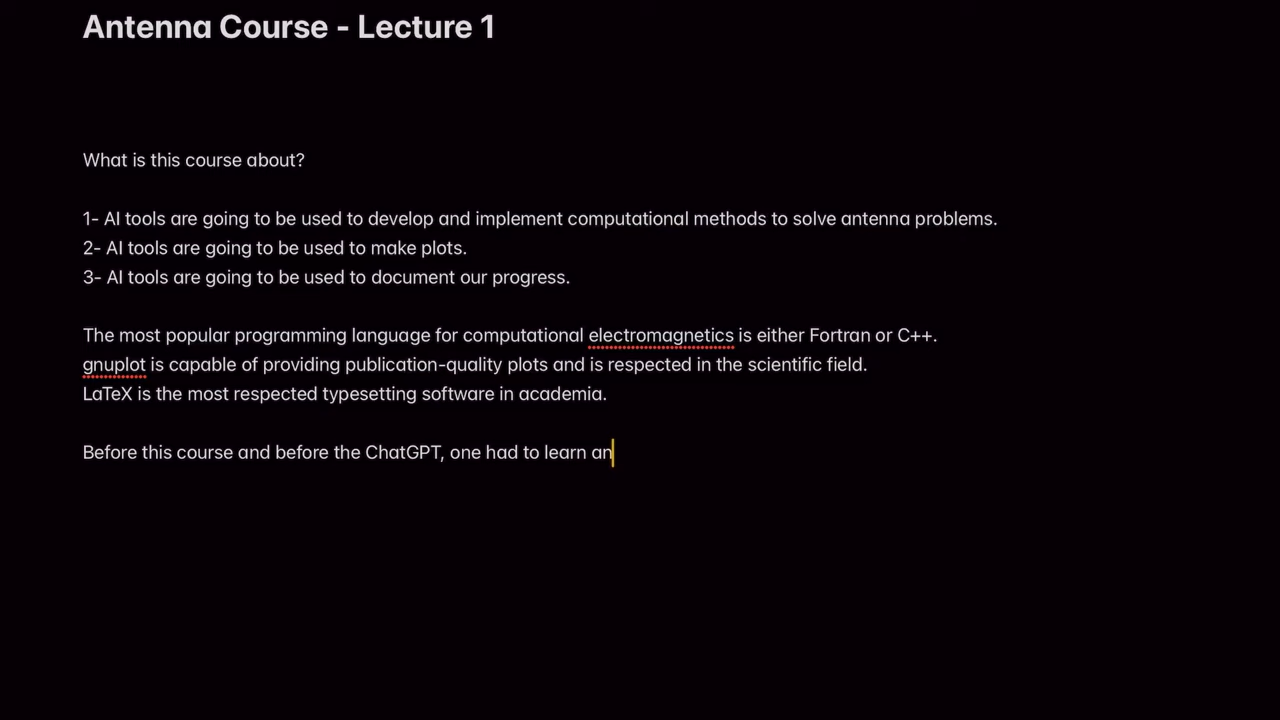 Antenna Course - Lecture 1
What is this course about?
1- AI tools are going to be used to develop and implement computational methods to solve antenna problems.
2- AI tools are going to be used to make plots.
3- AI tools are going to be used to document our progress.
The most popular programming language for computational electromagnetics is either Fortran or C++.
gnuplot is capable of providing publication-quality plots and is respected in the scientific field.
LaTeX is the most respected typesetting software in academia.
Before this course and before the ChatGPT, one had to learn an